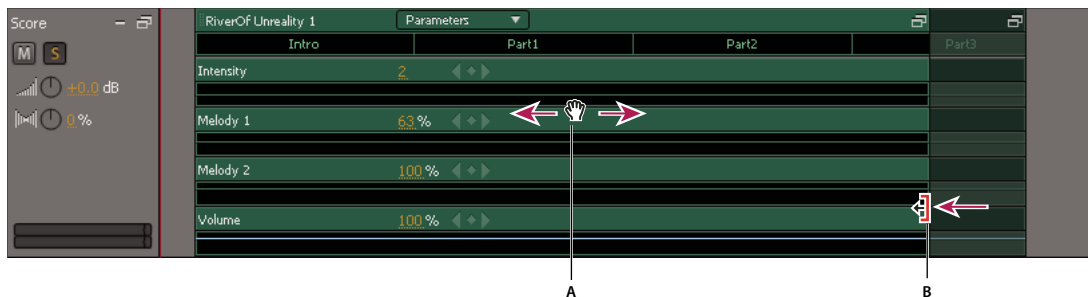 Score
M S
+0.0 dB
0 %
RiverOf Unreality 1 Parameters
Intro Part1 Part2 Part3
Intensity 2
Melody 1 63 %
Melody 2 100 %
Volume 100 %
A B